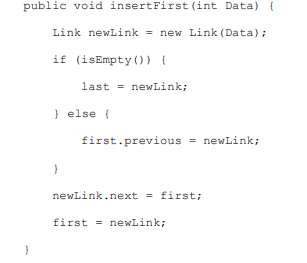 public void insertFirst(int Data) {
Link newLink = new Link(Data);
if (isEmpty()) {
last = newLink;
} else {
first.previous = newLink;
}
newLink.next = first;
first = newLink;
}